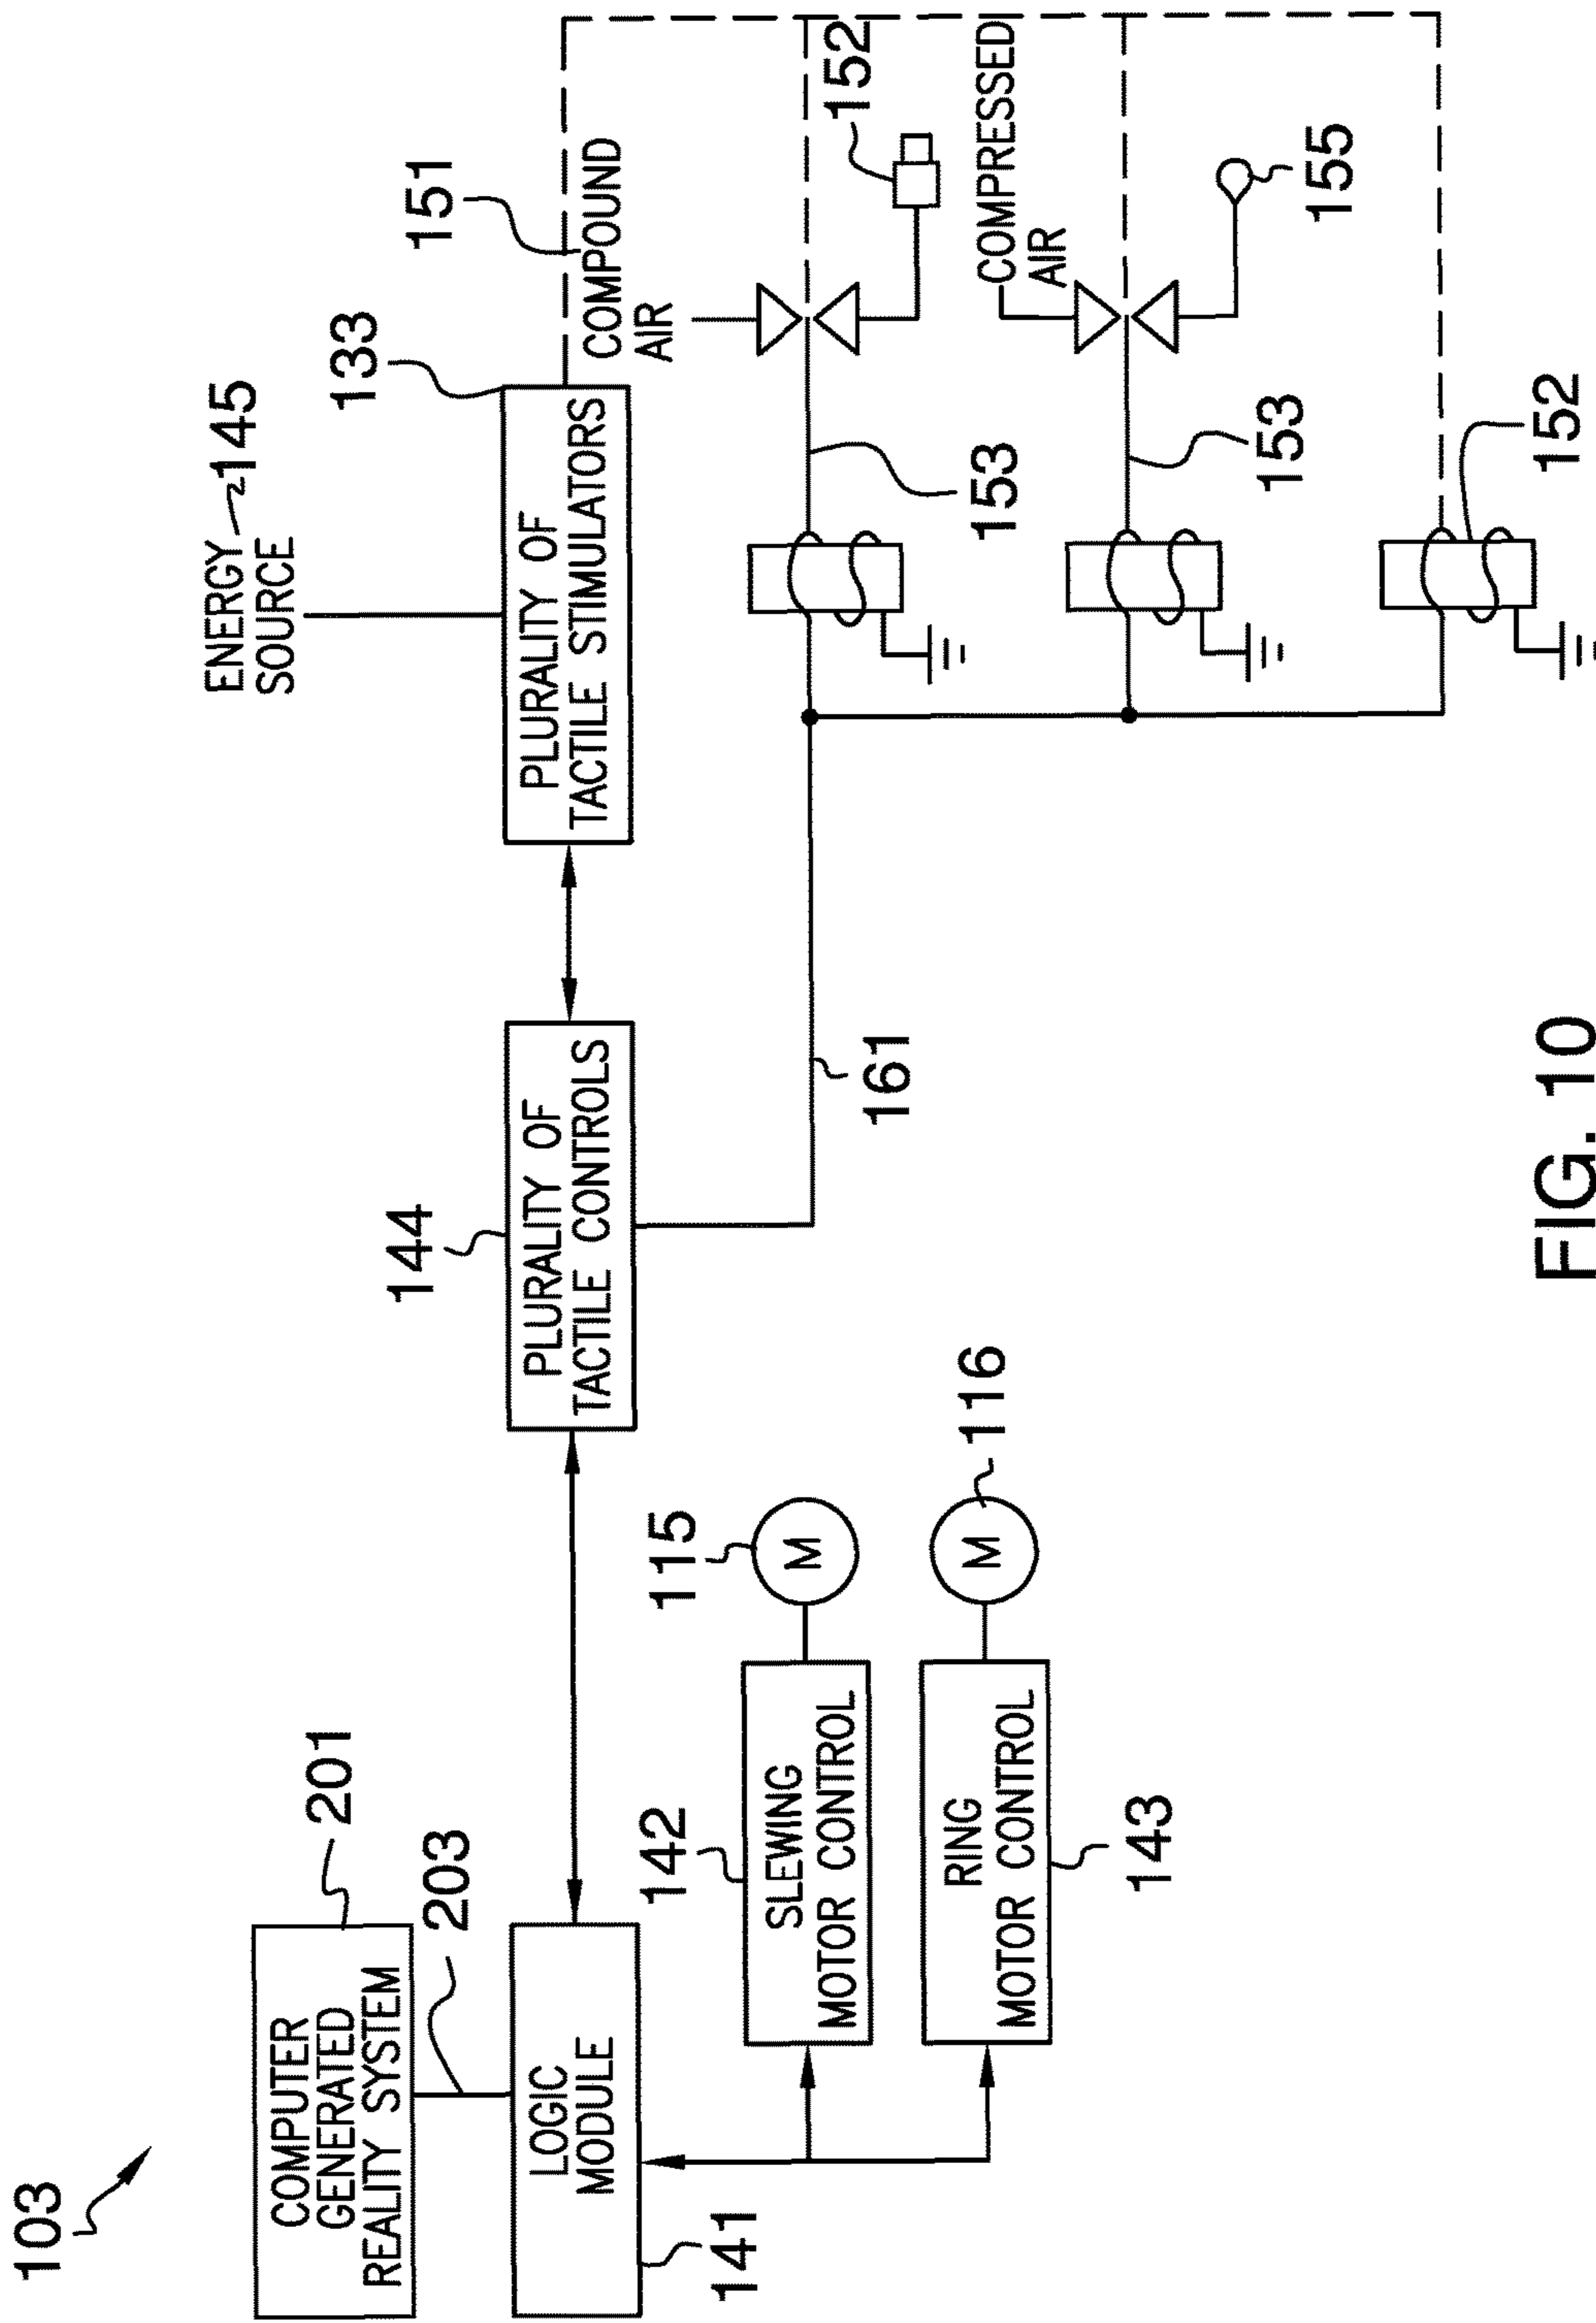 103
COMPUTER
GENERATED
REALITY SYSTEM
201
203
LOGIC
MODULE
141
142
SLEWING
MOTOR CONTROL
115
M
RING
MOTOR CONTROL
143
116
M
144
PLURALITY OF
TACTILE CONTROLS
161
ENERGY
SOURCE
145
133
PLURALITY OF
TACTILE STIMULATORS
151
COMPOUND
AIR
152
153
COMPRESSED
AIR
155
153
152
FIG. 10